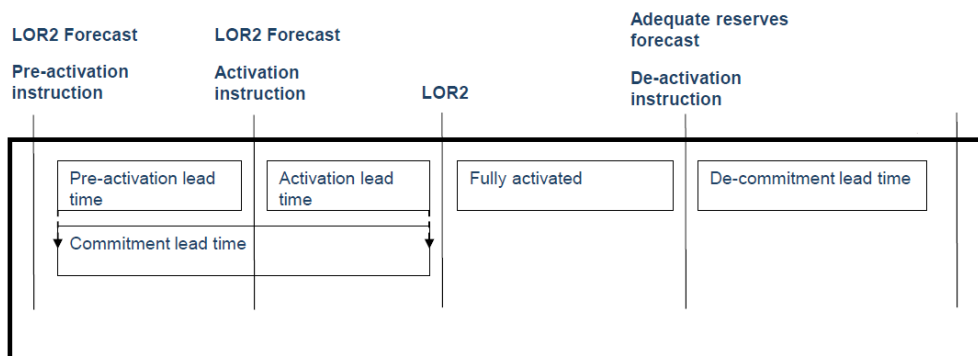 LOR2 Forecast
Pre-activation
instruction
LOR2 Forecast
Activation
instruction
LOR2
Adequate reserves
forecast
De-activation
instruction
Pre-activation lead
time
Activation lead
time
Fully activated
De-commitment lead time
Commitment lead time